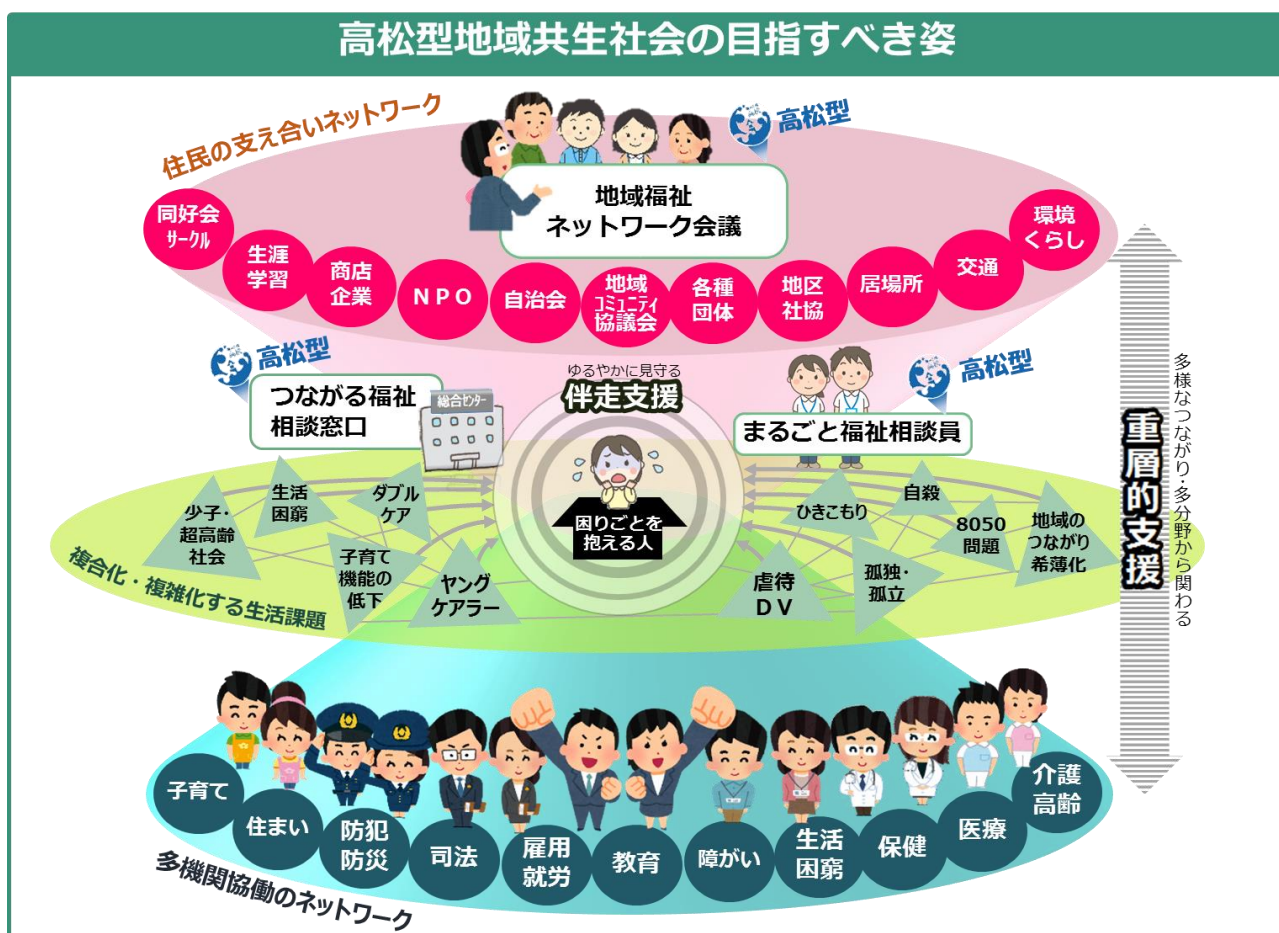 高松型地域共生社会の目指すべき姿
住民の支え合いネットワーク
高松型
地域福祉
ネットワーク会議
同好会
ｻｰｸﾙ
生涯
学習
商店
企業
ＮＰＯ
自治会
地域
ｺﾐｭﾆﾃｨ
協議会
各種
団体
地区
社協
居場所
交通
環境
くらし
高松型
つながる福祉
相談窓口
総合ｾﾝﾀｰ
ゆるやかに見守る
伴走支援
高松型
まるごと福祉相談員
困りごとを
抱える人
少子・
超高齢
社会
生活
困窮
ダブル
ケア
子育て
機能の
低下
ヤング
ケアラー
ひきこもり
自殺
8050
問題
地域の
つながり
希薄化
虐待
ＤＶ
孤独・
孤立
複合化・複雑化する生活課題
重層的支援
多様なつながり・多分野から関わる
子育て
住まい
防犯
防災
司法
雇用
就労
教育
障がい
生活
困窮
保健
医療
介護
高齢
多機関協働のネットワーク